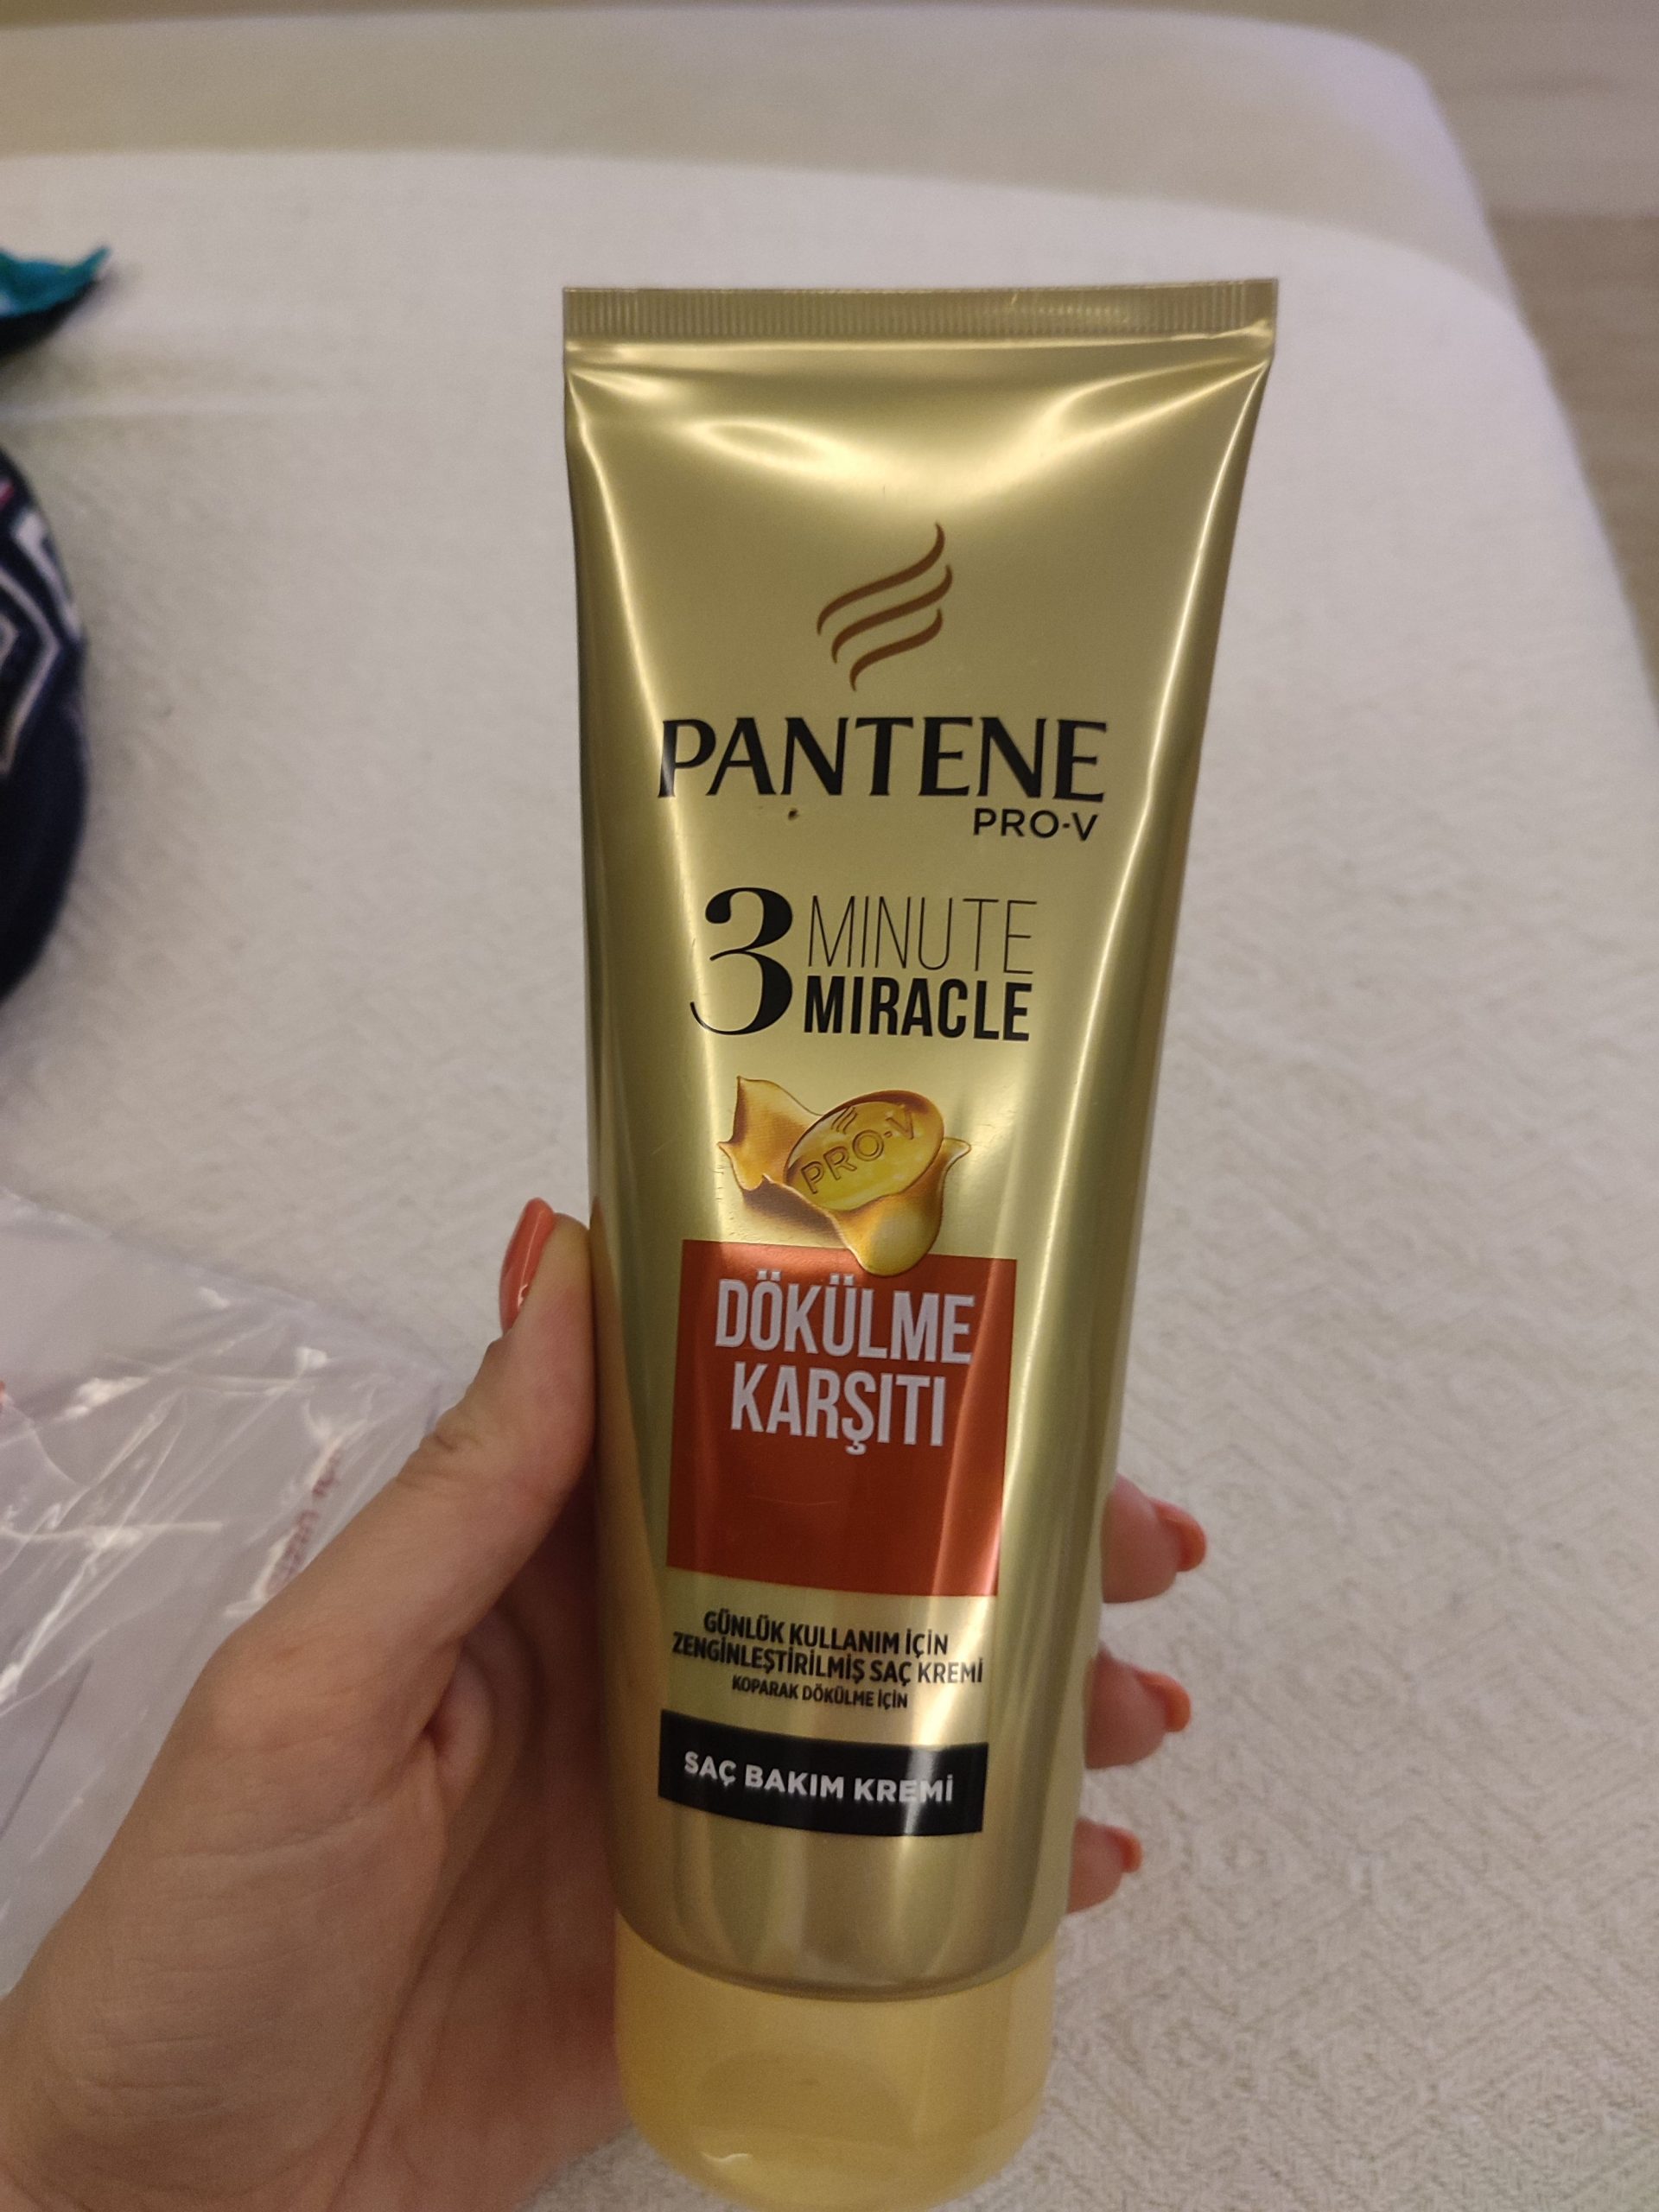 PANTENE
PRO-V
3 MINUTE
MIRACLE
PRO-V
DÖKÜLME
KARŞITI
GÜNLÜK KULLANIM İÇİN
ZENGİNLEŞTİRİLMİŞ SAÇ KREMİ
KOPARAK DÖKÜLME İÇİN
SAÇ BAKIM KREMİ